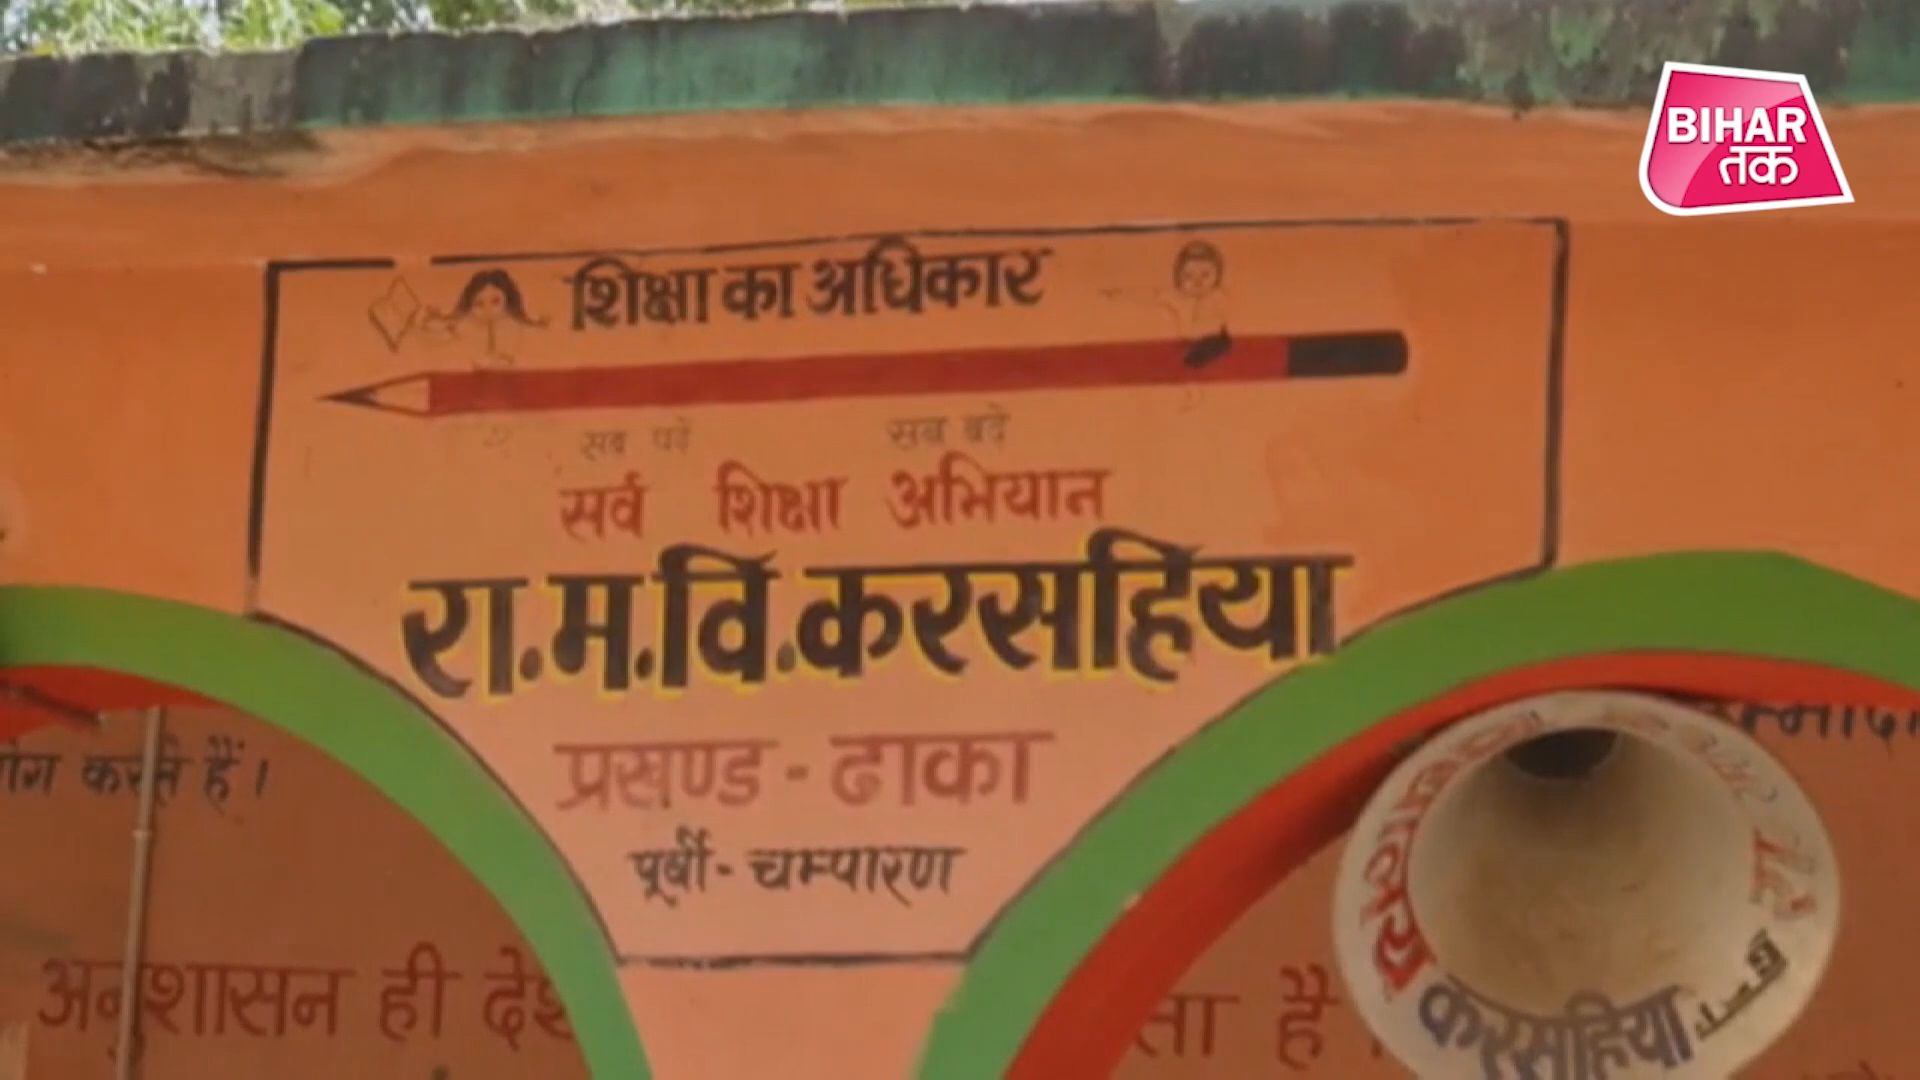 BIHAR
तक
शिक्षा का अधिकार
सब पढ़ें सब बढ़ें
सर्व शिक्षा अभियान
रा.म.वि.करसहिया
प्रखण्ड - ढाका
पूर्वी - चम्पारण
करते हैं।
अनुशासन ही
है
करसहिया